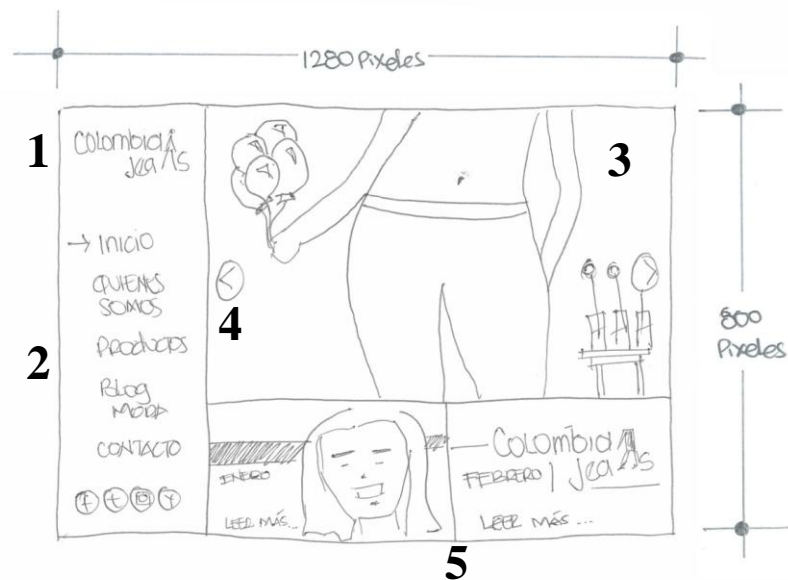 1280 Pixeles
1
Colombia
Jeans
3
→ INICIO
QUIENES
SOMOS
4
2
PRODUCTOS
BLOG
MODA
CONTACTO
800
Pixeles
ENERO
LEER MÁS...
Colombia
Jeans
FEBRERO
LEER MÁS ...
5